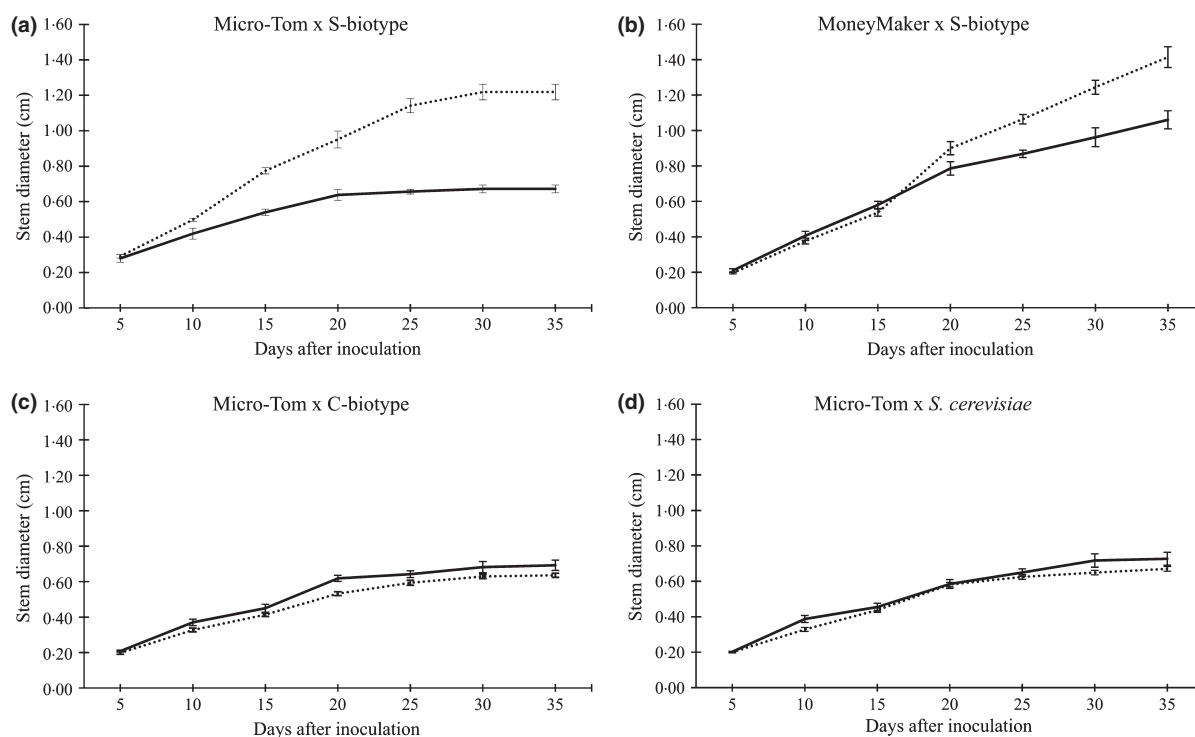 (a) Micro-Tom x S-biotype
1·60
1·40
1·20
1·00
0·80
0·60
0·40
0·20
0·00
Stem diameter (cm)
5 10 15 20 25 30 35
Days after inoculation
(b) MoneyMaker x S-biotype
1·60
1·40
1·20
1·00
0·80
0·60
0·40
0·20
0·00
Stem diameter (cm)
5 10 15 20 25 30 35
Days after inoculation
(c) Micro-Tom x C-biotype
1·60
1·40
1·20
1·00
0·80
0·60
0·40
0·20
0·00
Stem diameter (cm)
5 10 15 20 25 30 35
Days after inoculation
(d) Micro-Tom x S. cerevisiae
1·60
1·40
1·20
1·00
0·80
0·60
0·40
0·20
0·00
Stem diameter (cm)
5 10 15 20 25 30 35
Days after inoculation